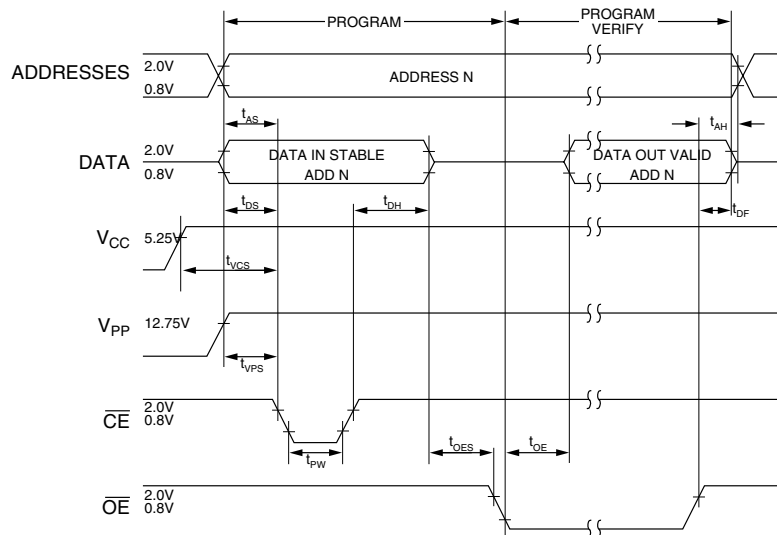 PROGRAM
PROGRAM
VERIFY
ADDRESSES
2.0V
0.8V
ADDRESS N
tAS
tAH
DATA
2.0V
0.8V
DATA IN STABLE
ADD N
DATA OUT VALID
ADD N
tDS
tDH
tDF
VCC
5.25V
tVCS
VPP
12.75V
tVPS
CE
2.0V
0.8V
tPW
tOES
tOE
OE
2.0V
0.8V